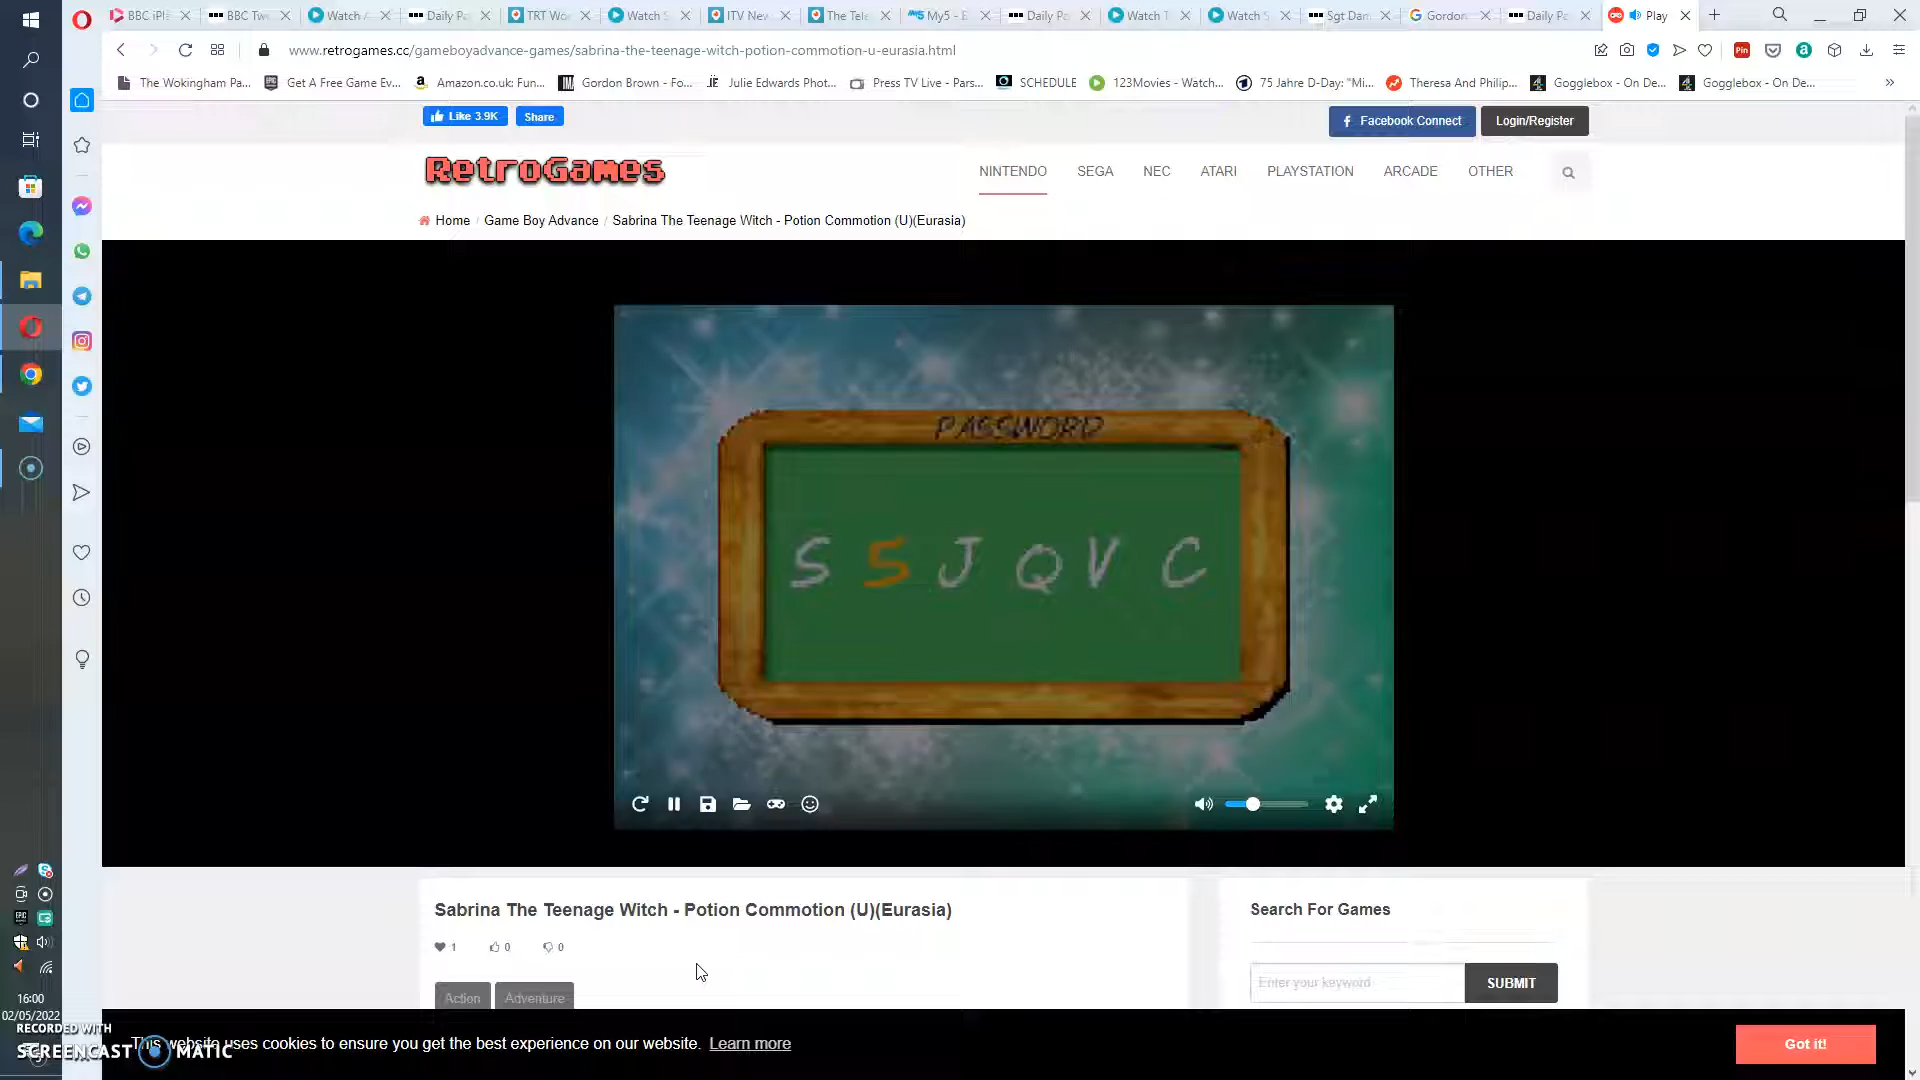 BBC iPl
BBC Tw
Watch
Daily Pa
TRT Wo
Watch S
ITV Nev
The Tele
My5 - E
Daily Pa
Watch T
Watch S
Sgt Dan
Gordon
Daily Pa
Play
www.retrogames.cc/gameboyadvance-games/sabrina-the-teenage-witch-potion-commotion-u-eurasia.html
The Wokingham Pa...
Get A Free Game Ev...
Amazon.co.uk: Fun...
Gordon Brown - Fo...
Julie Edwards Phot...
Press TV Live - Pars...
SCHEDULE
123Movies - Watch...
75 Jahre D-Day: "Mi...
Theresa And Philip...
Gogglebox - On De...
Gogglebox - On De...
Like 3.9K
Share
Facebook Connect
Login/Register
RetroGames
NINTENDO SEGA NEC ATARI PLAYSTATION ARCADE OTHER
Home / Game Boy Advance / Sabrina The Teenage Witch - Potion Commotion (U)(Eurasia)
PASSWORD
S 5 J Q V C
Sabrina The Teenage Witch - Potion Commotion (U)(Eurasia)
1 0 0
Action Adventure
Search For Games
Enter your keyword
SUBMIT
16:00
02/05/2022
RECORDED WITH
SCREENCAST MATIC
This website uses cookies to ensure you get the best experience on our website. Learn more
Got it!